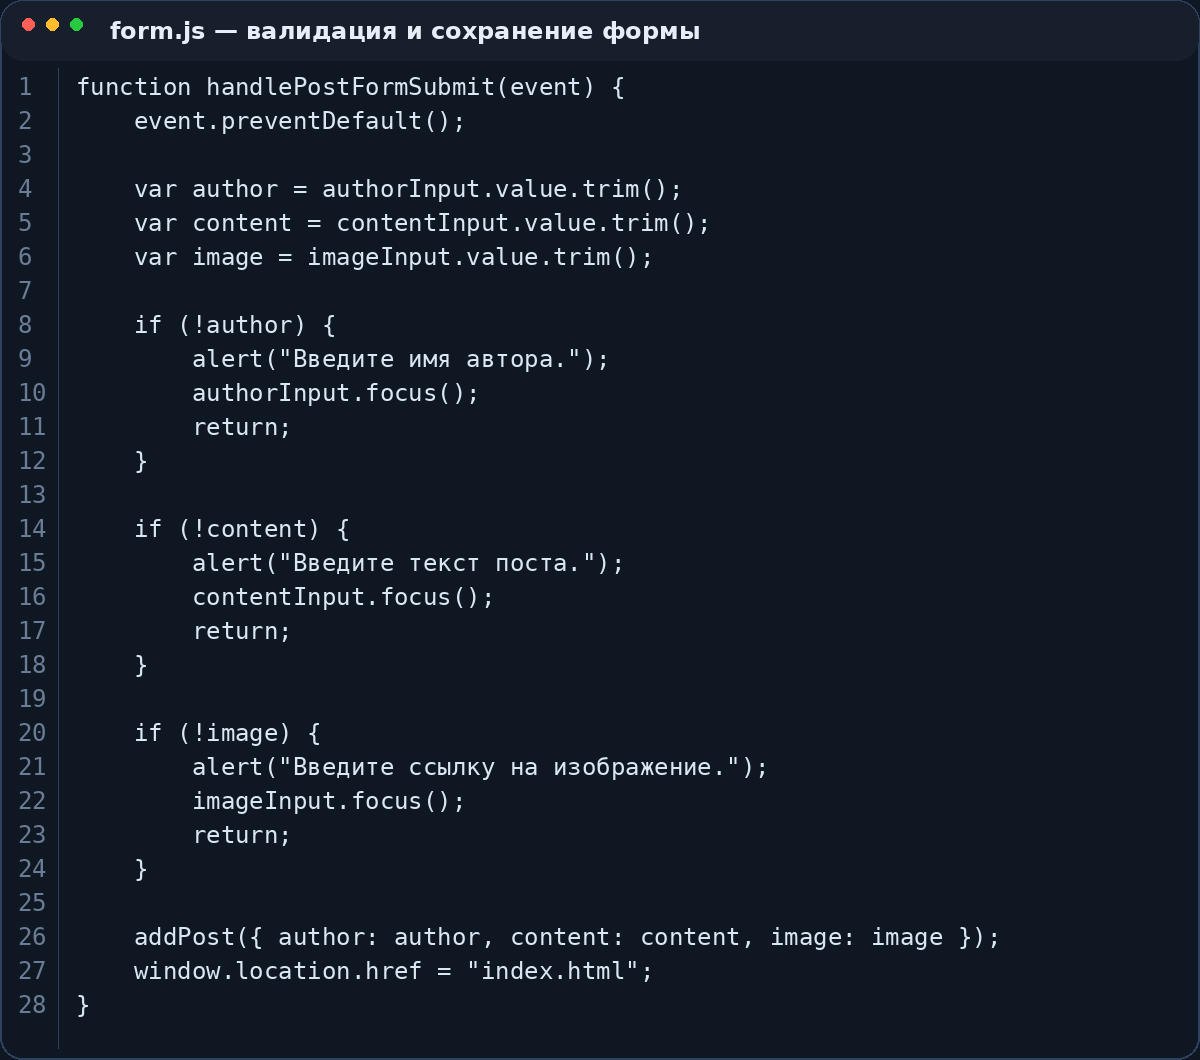 form.js — валидация и сохранение формы
1 function handlePostFormSubmit(event) {
2     event.preventDefault();
3
4     var author = authorInput.value.trim();
5     var content = contentInput.value.trim();
6     var image = imageInput.value.trim();
7
8     if (!author) {
9         alert("Введите имя автора.");
10         authorInput.focus();
11         return;
12     }
13
14     if (!content) {
15         alert("Введите текст поста.");
16         contentInput.focus();
17         return;
18     }
19
20     if (!image) {
21         alert("Введите ссылку на изображение.");
22         imageInput.focus();
23         return;
24     }
25
26     addPost({ author: author, content: content, image: image });
27     window.location.href = "index.html";
28 }